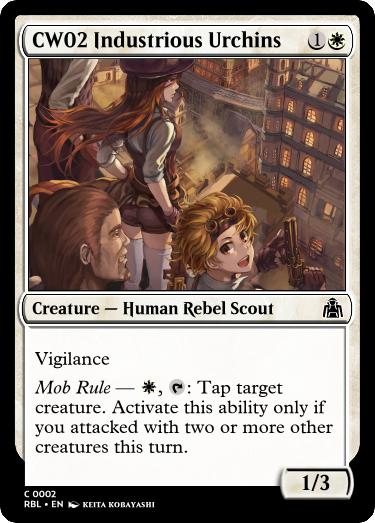 CW02 Industrious Urchins 1
Creature — Human Rebel Scout
Vigilance
Mob Rule — , : Tap target
creature. Activate this ability only if
you attacked with two or more other
creatures this turn.
1/3
C 0002
RBL • EN KEITA KOBAYASHI